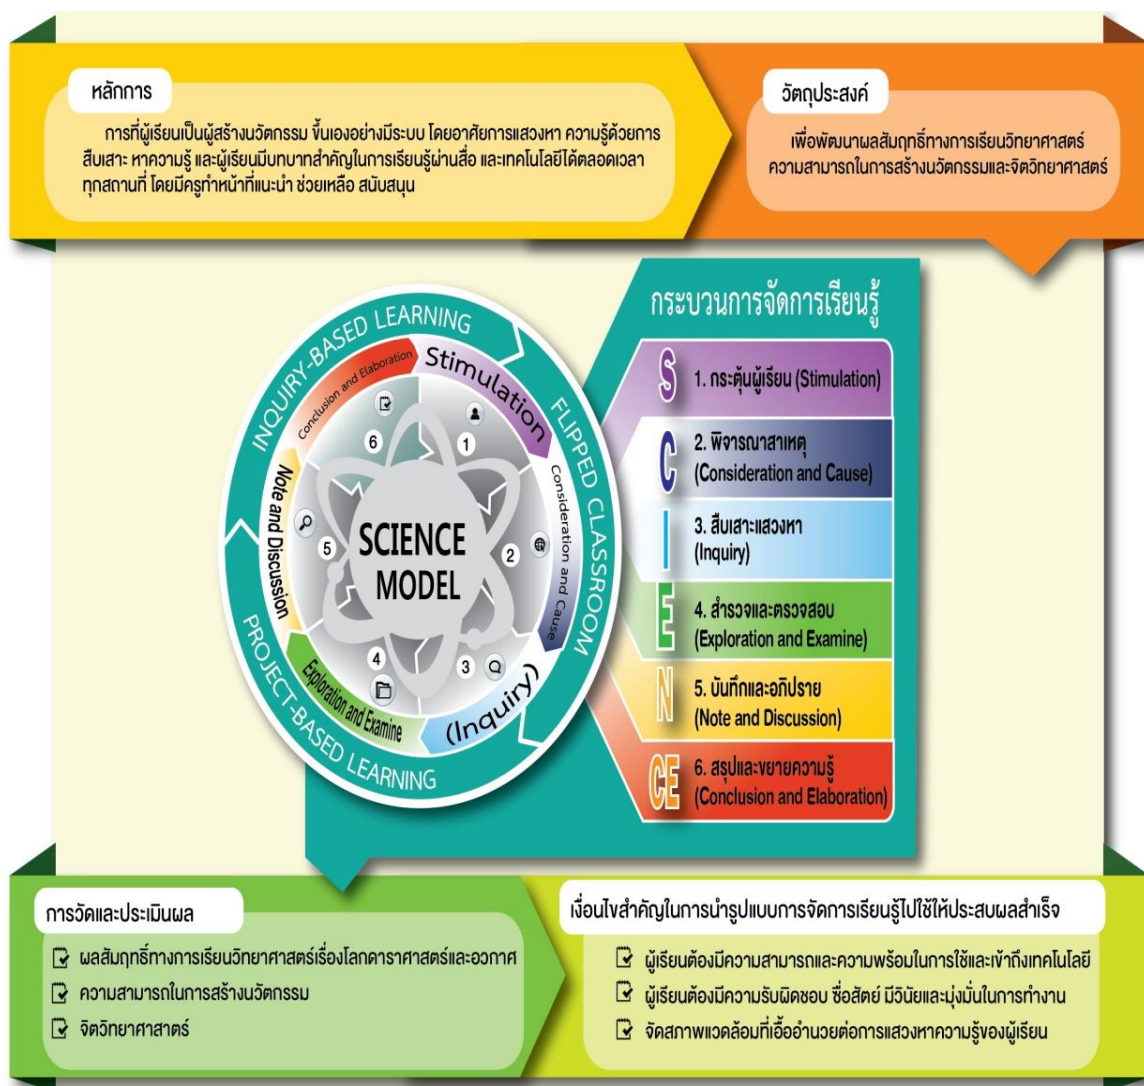 หลักการ
การที่ผู้เรียนเป็นผู้สร้างนวัตกรรม ขึ้นเองอย่างมีระบบ โดยอาศัยการแสวงหา ความรู้ด้วยการ
สืบเสาะ หาความรู้ และผู้เรียนมีบทบาทสำคัญในการเรียนรู้ผ่านสื่อ และเทคโนโลยีได้ตลอดเวลา
ทุกสถานที่ โดยมีครูทำหน้าที่แนะนำ ช่วยเหลือ สนับสนุน
วัตถุประสงค์
เพื่อพัฒนาผลสัมฤทธิ์ทางการเรียนวิทยาศาสตร์
ความสามารถในการสร้างนวัตกรรมและจิตวิทยาศาสตร์
INQUIRY-BASED LEARNING
FLIPPED CLASSROOM
PROJECT-BASED LEARNING
Stimulation
Consideration and Cause
(Inquiry)
Exploration and Examine
Note and Discussion
Conclusion and Elaboration
1
2
3
4
5
6
SCIENCE
MODEL
กระบวนการจัดการเรียนรู้
S 1. กระตุ้นผู้เรียน (Stimulation)
C 2. พิจารณาสาเหตุ
(Consideration and Cause)
I 3. สืบเสาะแสวงหา
(Inquiry)
E 4. สำรวจและตรวจสอบ
(Exploration and Examine)
N 5. บันทึกและอภิปราย
(Note and Discussion)
CE 6. สรุปและขยายความรู้
(Conclusion and Elaboration)
การวัดและประเมินผล
ผลสัมฤทธิ์ทางการเรียนวิทยาศาสตร์เรื่องโลกดาราศาสตร์และอวกาศ
ความสามารถในการสร้างนวัตกรรม
จิตวิทยาศาสาตร์
เงื่อนไขสำคัญในการนำรูปแบบการจัดการเรียนรู้ไปใช้ให้ประสบผลสำเร็จ
ผู้เรียนต้องมีความสามารถและความพร้อมในการใช้และเข้าถึงเทคโนโลยี
ผู้เรียนต้องมีความรับผิดชอบ ซื่อสัตย์ มีวินัยและมุ่งมั่นในการทำงาน
จัดสภาพแวดล้อมที่เอื้ออำนวยต่อการแสวงหาความรู้ของผู้เรียน